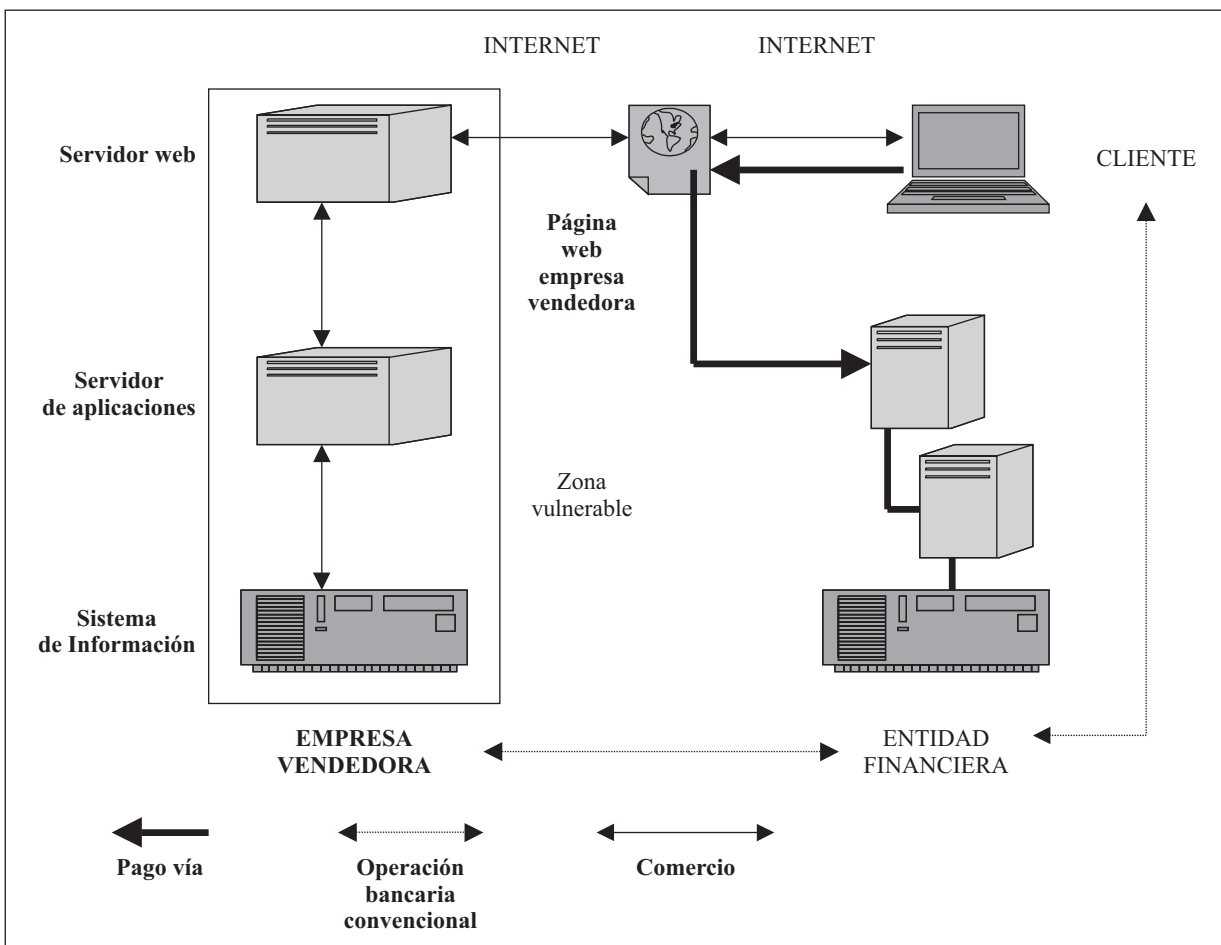 INTERNET
INTERNET
Servidor web
CLIENTE
Página
web
empresa
vendedora
Servidor
de aplicaciones
Zona
vulnerable
Sistema
de Información
EMPRESA
VENDEDORA
ENTIDAD
FINANCIERA
Pago vía
Operación
bancaria
convencional
Comercio